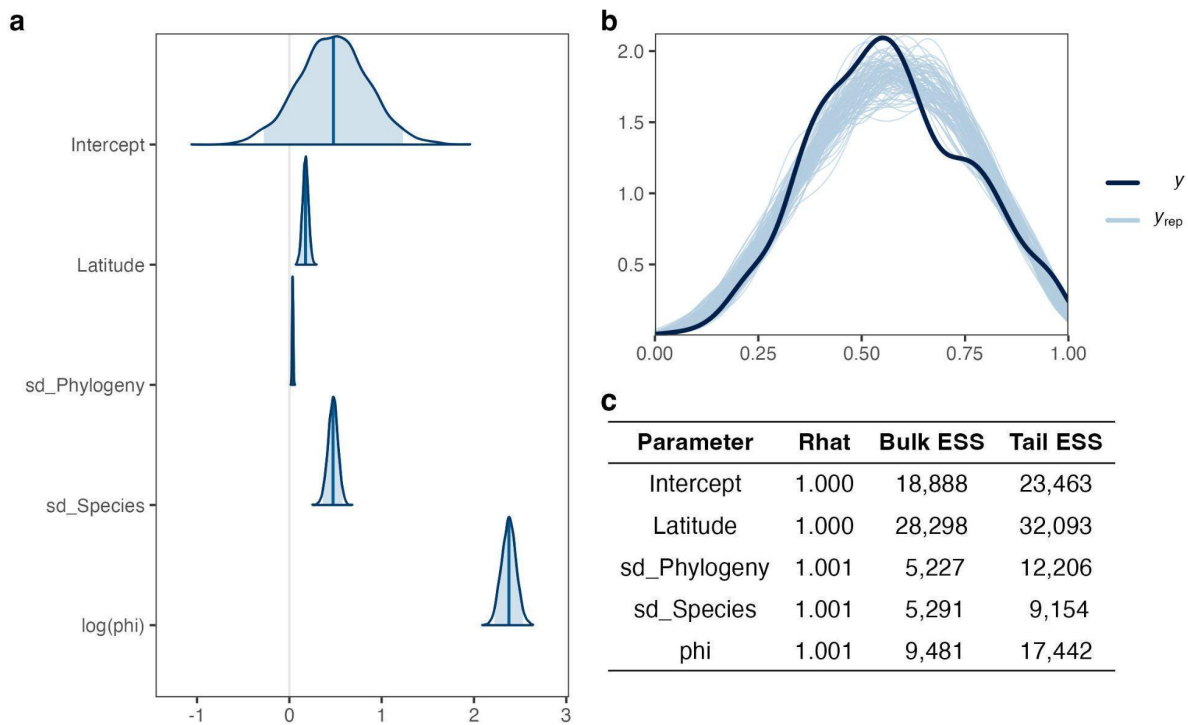 a
Intercept
Latitude
sd_Phylogeny
sd_Species
log(phi)
-1 0 1 2 3
b
2.0
1.5
1.0
0.5
0.00 0.25 0.50 0.75 1.00
y
yrep
c
Parameter Rhat Bulk ESS Tail ESS
Intercept 1.000 18,888 23,463
Latitude 1.000 28,298 32,093
sd_Phylogeny 1.001 5,227 12,206
sd_Species 1.001 5,291 9,154
phi 1.001 9,481 17,442